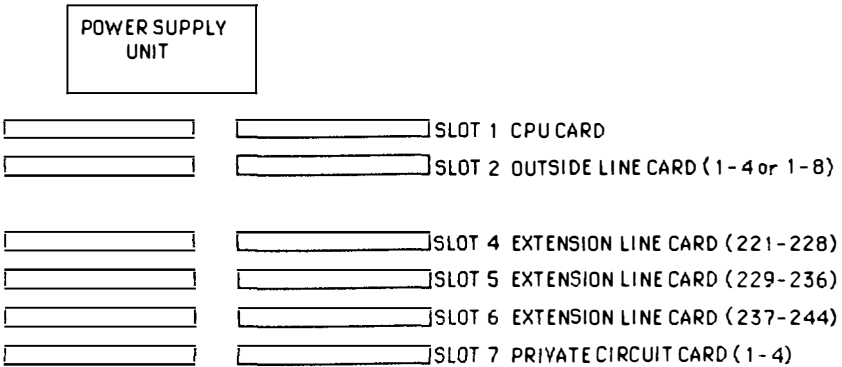 POWER SUPPLY
UNIT
SLOT 1 CPU CARD
SLOT 2 OUTSIDE LINE CARD (1-4 or 1-8)
SLOT 4 EXTENSION LINE CARD (221-228)
SLOT 5 EXTENSION LINE CARD (229-236)
SLOT 6 EXTENSION LINE CARD (237-244)
SLOT 7 PRIVATE CIRCUIT CARD (1-4)